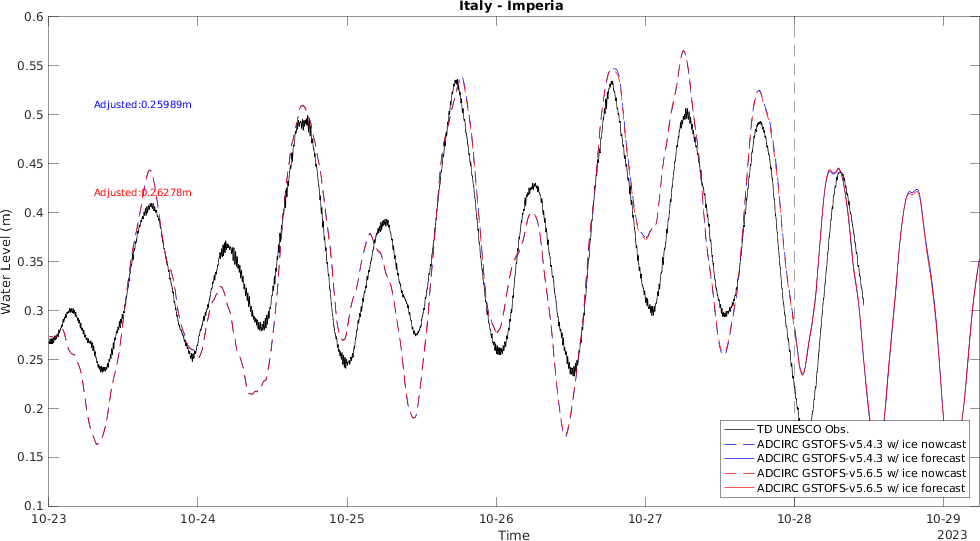 Italy - Imperia
0.6
0.55
0.5
0.45
0.4
0.35
0.3
0.25
0.2
0.15
0.1
Water Level (m)
Adjusted:0.25989m
Adjusted:0.26278m
TD UNESCO Obs.
ADCIRC GSTOFS-v5.4.3 w/ ice nowcast
ADCIRC GSTOFS-v5.4.3 w/ ice forecast
ADCIRC GSTOFS-v5.6.5 w/ ice nowcast
ADCIRC GSTOFS-v5.6.5 w/ ice forecast
10-23 10-24 10-25 10-26 10-27 10-28 10-29
Time
2023